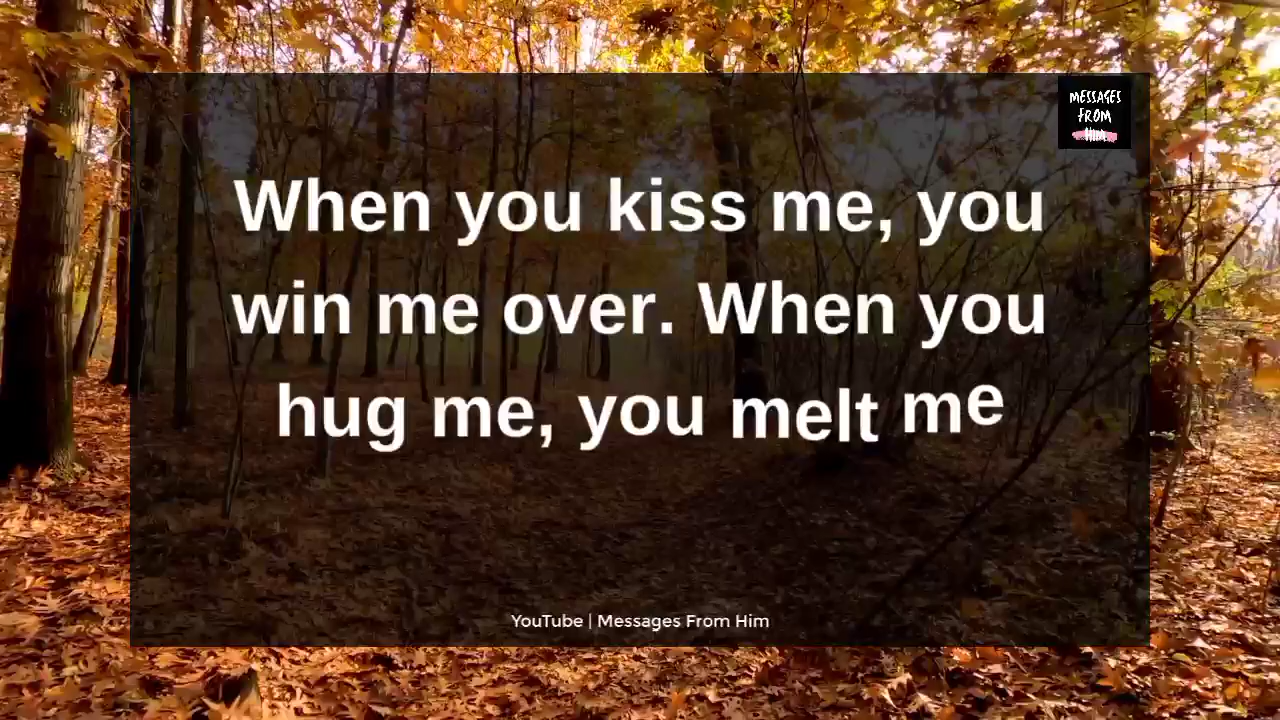 MESSAGES
FROM
Him
When you kiss me, you
win me over. When you
hug me, you melt me
YouTube | Messages From Him